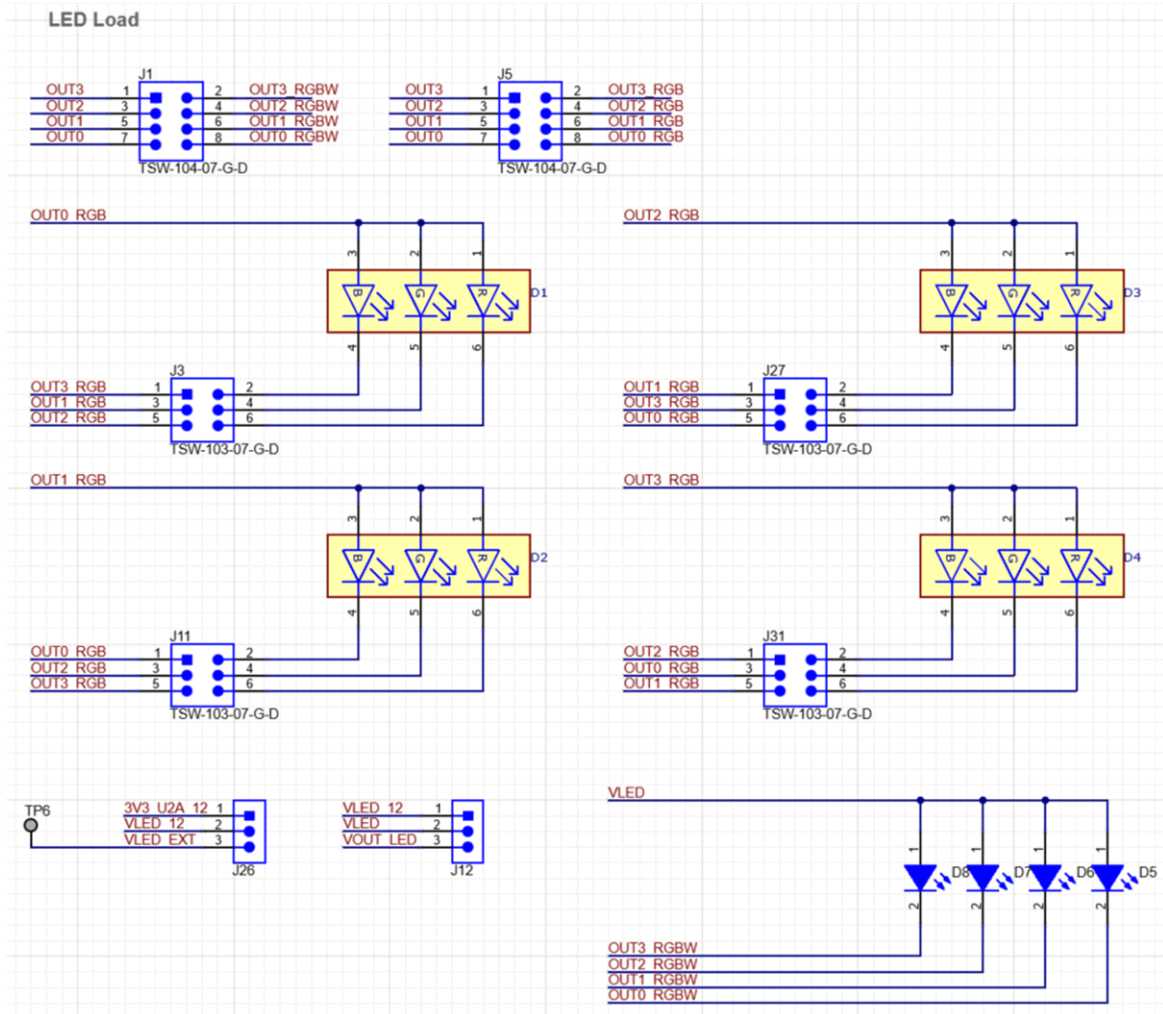 LED Load
J1
OUT3 1 2 OUT3_RGBW
OUT2 3 4 OUT2_RGBW
OUT1 5 6 OUT1_RGBW
OUT0 7 8 OUT0_RGBW
TSW-104-07-G-D
J5
OUT3 1 2 OUT3_RGB
OUT2 3 4 OUT2_RGB
OUT1 5 6 OUT1_RGB
OUT0 7 8 OUT0_RGB
TSW-104-07-G-D
OUT0_RGB
3 2 1
B G R D1
4 5 6
J3
OUT3_RGB 1 2
OUT1_RGB 3 4
OUT2_RGB 5 6
TSW-103-07-G-D
OUT2_RGB
3 2 1
B G R D3
4 5 6
J27
OUT1_RGB 1 2
OUT3_RGB 3 4
OUT0_RGB 5 6
TSW-103-07-G-D
OUT1_RGB
3 2 1
B G R D2
4 5 6
J11
OUT0_RGB 1 2
OUT2_RGB 3 4
OUT3_RGB 5 6
TSW-103-07-G-D
OUT3_RGB
3 2 1
B G R D4
4 5 6
J31
OUT2_RGB 1 2
OUT0_RGB 3 4
OUT1_RGB 5 6
TSW-103-07-G-D
TP6
3V3_U2A_12 1
VLED_12 2
VLED_EXT 3
J26
VLED_12 1
VLED 2
VOUT_LED 3
J12
VLED
1 1 1 1
D8 D7 D6 D5
2 2 2 2
OUT3_RGBW
OUT2_RGBW
OUT1_RGBW
OUT0_RGBW